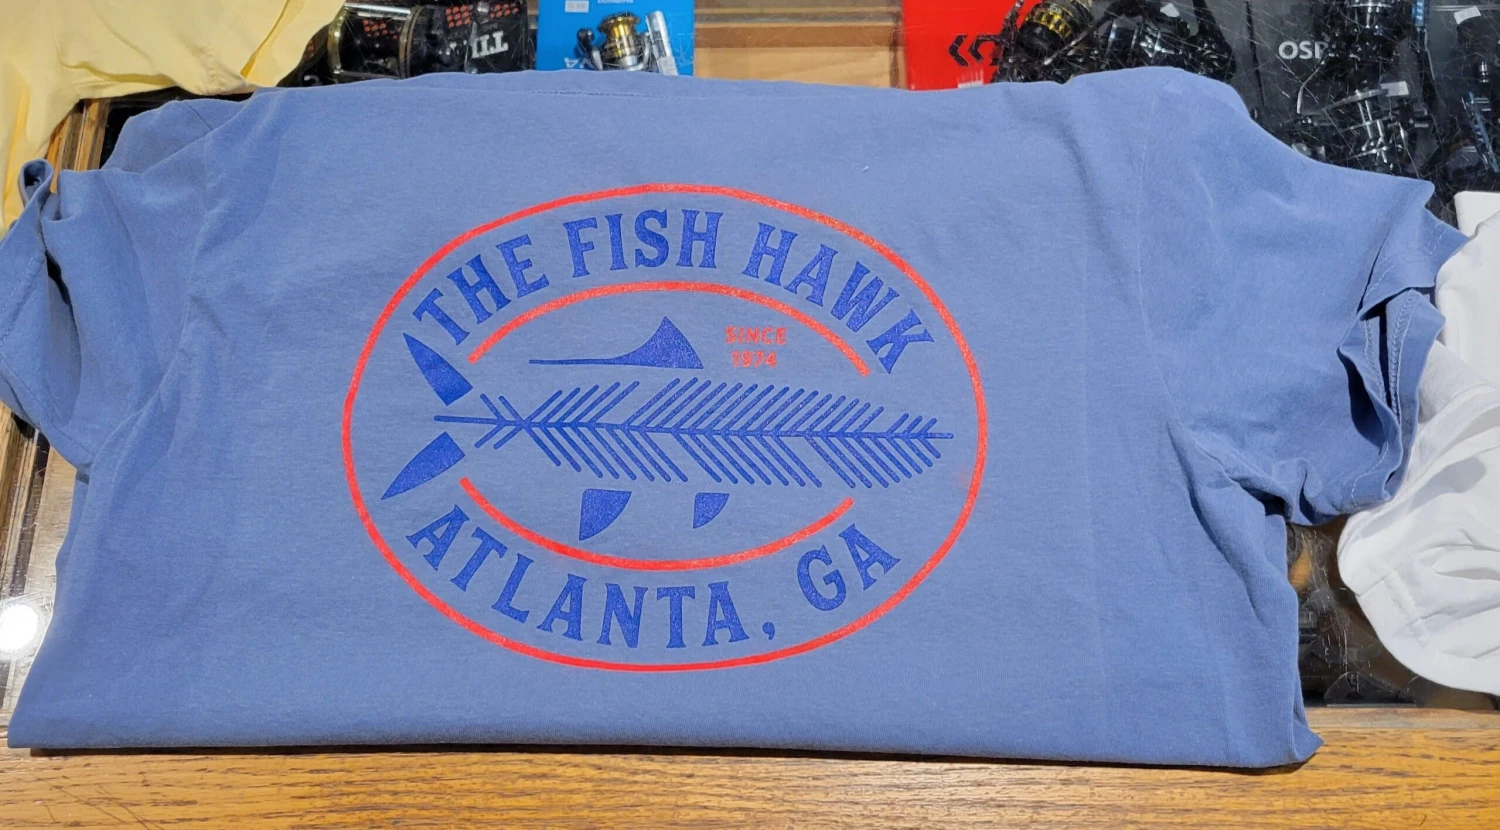 THE FISH HAWK
SINCE
1974
ATLANTA, GA